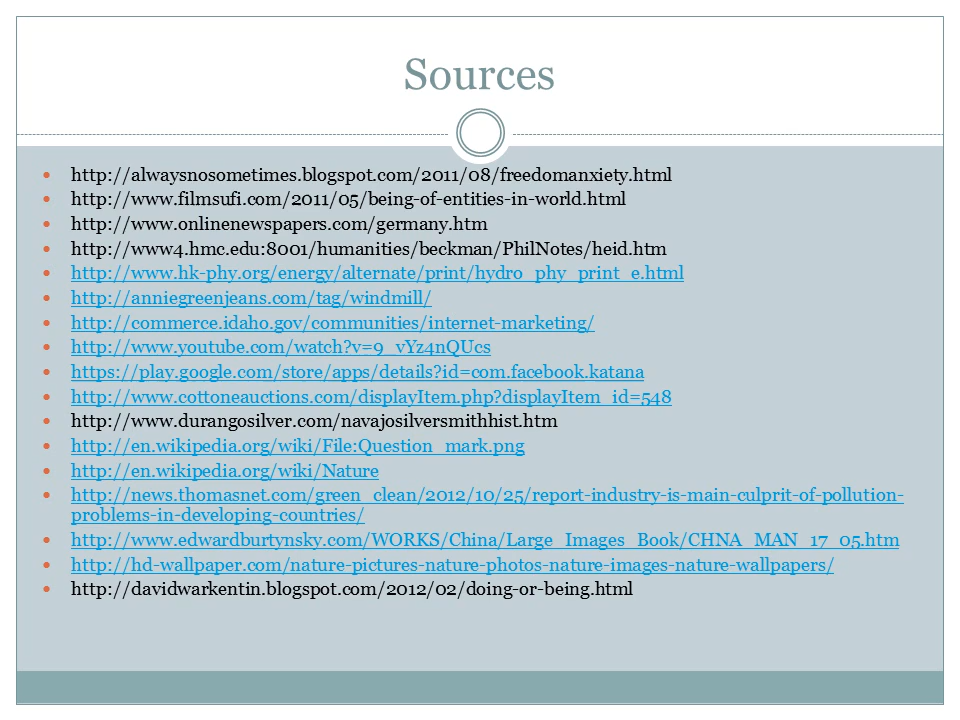 Sources
http://alwaysnosometimes.blogspot.com/2011/08/freedomanxiety.html
http://www.filmsufi.com/2011/05/being-of-entities-in-world.html
http://www.onlinenewspapers.com/germany.htm
http://www4.hmc.edu:8001/humanities/beckman/PhilNotes/heid.htm
http://www.hk-phy.org/energy/alternate/print/hydro_phy_print_e.html
http://anniegreenjeans.com/tag/windmill/
http://commerce.idaho.gov/communities/internet-marketing/
http://www.youtube.com/watch?v=9_vYz4nQUcs
https://play.google.com/store/apps/details?id=com.facebook.katana
http://www.cottoneauctions.com/displayItem.php?displayItem_id=548
http://www.durangosilver.com/navajosilversmithhist.htm
http://en.wikipedia.org/wiki/File:Question_mark.png
http://en.wikipedia.org/wiki/Nature
http://news.thomasnet.com/green_clean/2012/10/25/report-industry-is-main-culprit-of-pollution-
problems-in-developing-countries/
http://www.edwardburtynsky.com/WORKS/China/Large_Images_Book/CHNA_MAN_17_05.htm
http://hd-wallpaper.com/nature-pictures-nature-photos-nature-images-nature-wallpapers/
http://davidwarkentin.blogspot.com/2012/02/doing-or-being.html